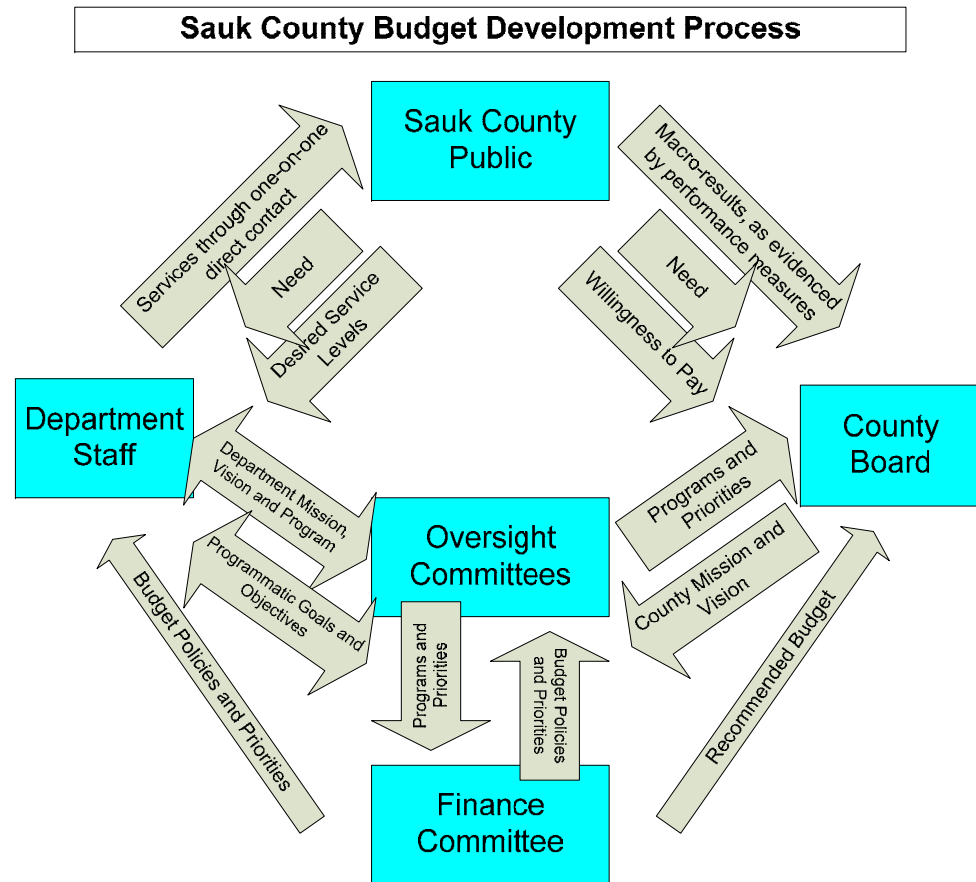 Sauk County Budget Development Process
Sauk County
Public
Services through one-on-one
direct contact
Need
Desired Service
Levels
Macro-results, as evidenced
by performance measures
Need
Willingness to Pay
Department
Staff
County
Board
Department Mission,
Vision and Program
Programmatic Goals and
Objectives
Oversight
Committees
Programs and
Priorities
County Mission and
Vision
Budget Policies and Priorities
Programs and
Priorities
Budget Policies
and Priorities
Recommended Budget
Finance
Committee